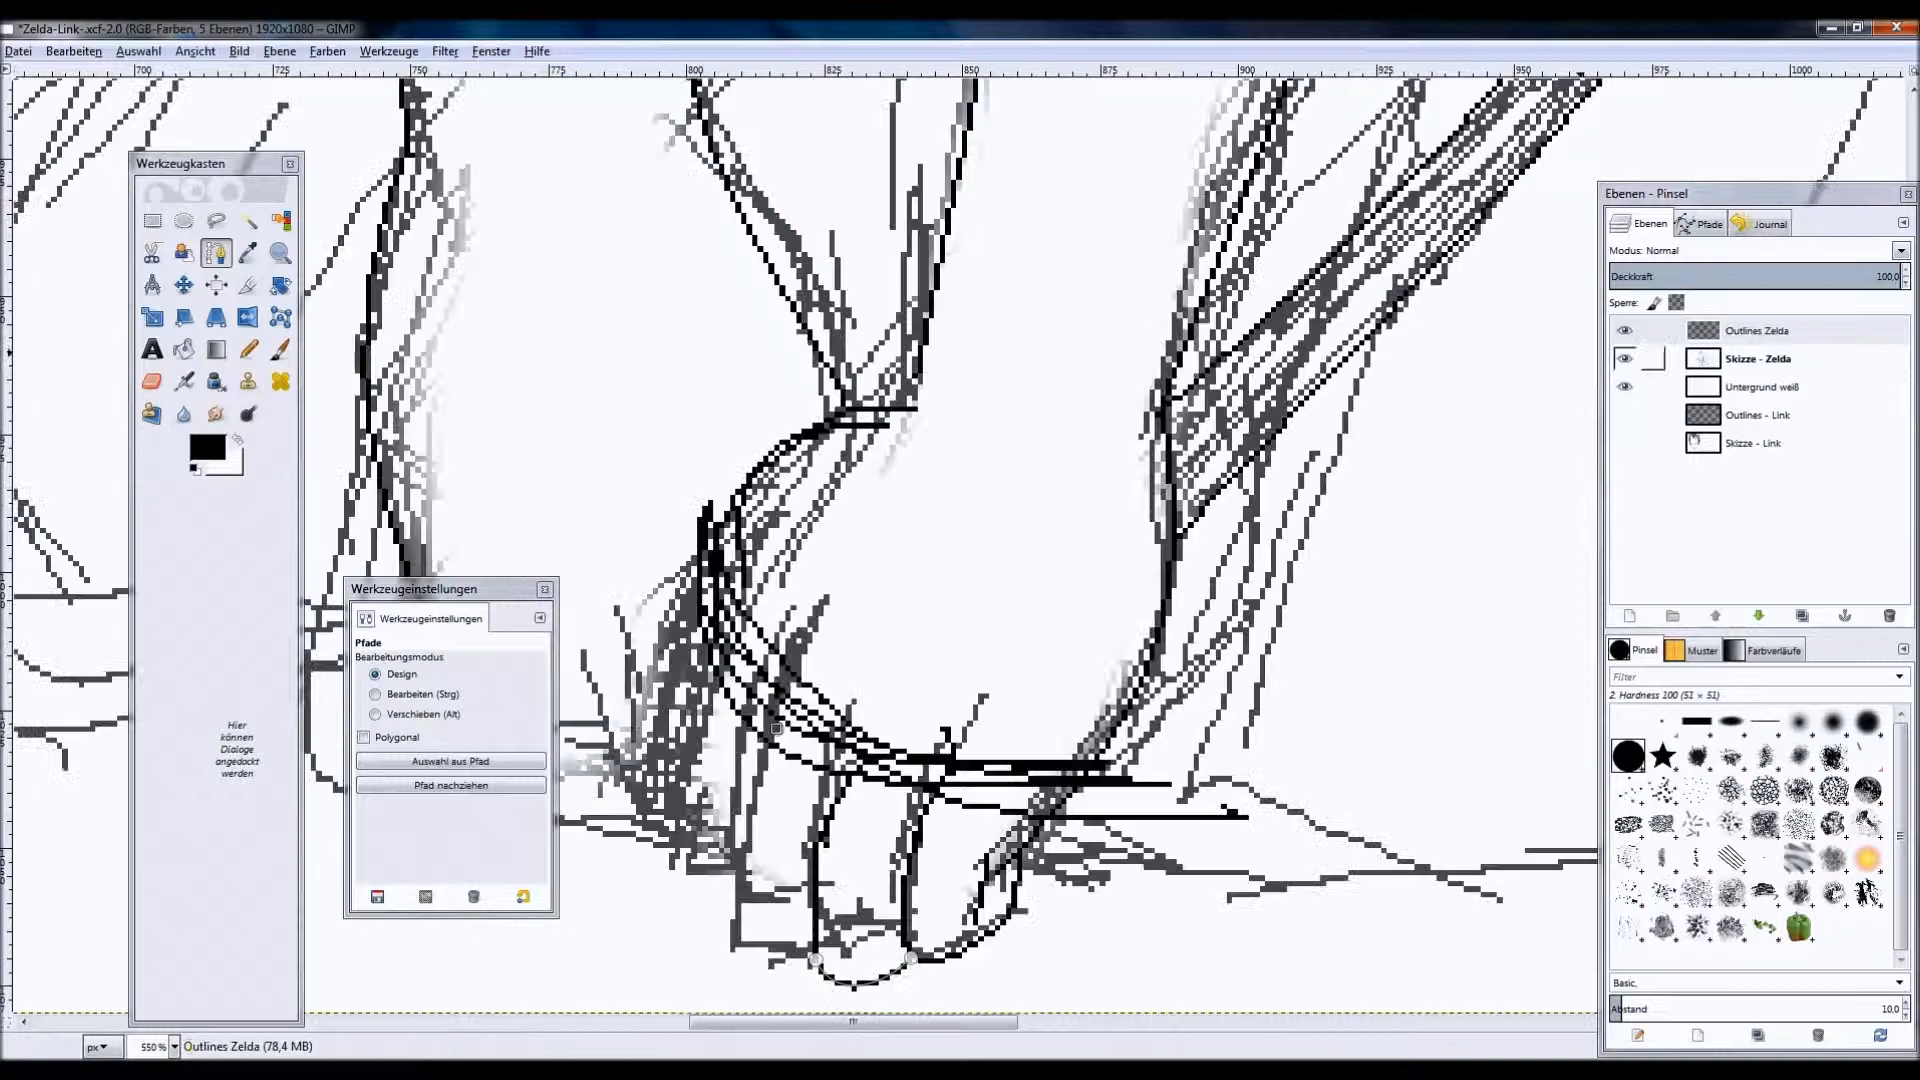 *Zelda-Link-.xcf-2.0 (RGB-Farben, 5 Ebenen) 1920x1080 – GIMP
Datei Bearbeiten Auswahl Ansicht Bild Ebene Farben Werkzeuge Filter Fenster Hilfe
700 725 750 775 800 825 850 875 900 925 950 975 1000
Werkzeugkasten
Hier
können
Dialoge
angedockt
werden
Werkzeugeinstellungen
Werkzeugeinstellungen
Pfade
Bearbeitungsmodus
Design
Bearbeiten (Strg)
Verschieben (Alt)
Polygonal
Auswahl aus Pfad
Pfad nachziehen
Ebenen - Pinsel
Ebenen Pfade Journal
Modus: Normal
Deckkraft 100,0
Sperre:
Outlines Zelda
Skizze - Zelda
Untergrund weiß
Outlines - Link
Skizze - Link
Pinsel Muster Farbverläufe
Filter
2. Hardness 100 (51 × 51)
Basic,
Abstand 10,0
px 550 % Outlines Zelda (78,4 MB)